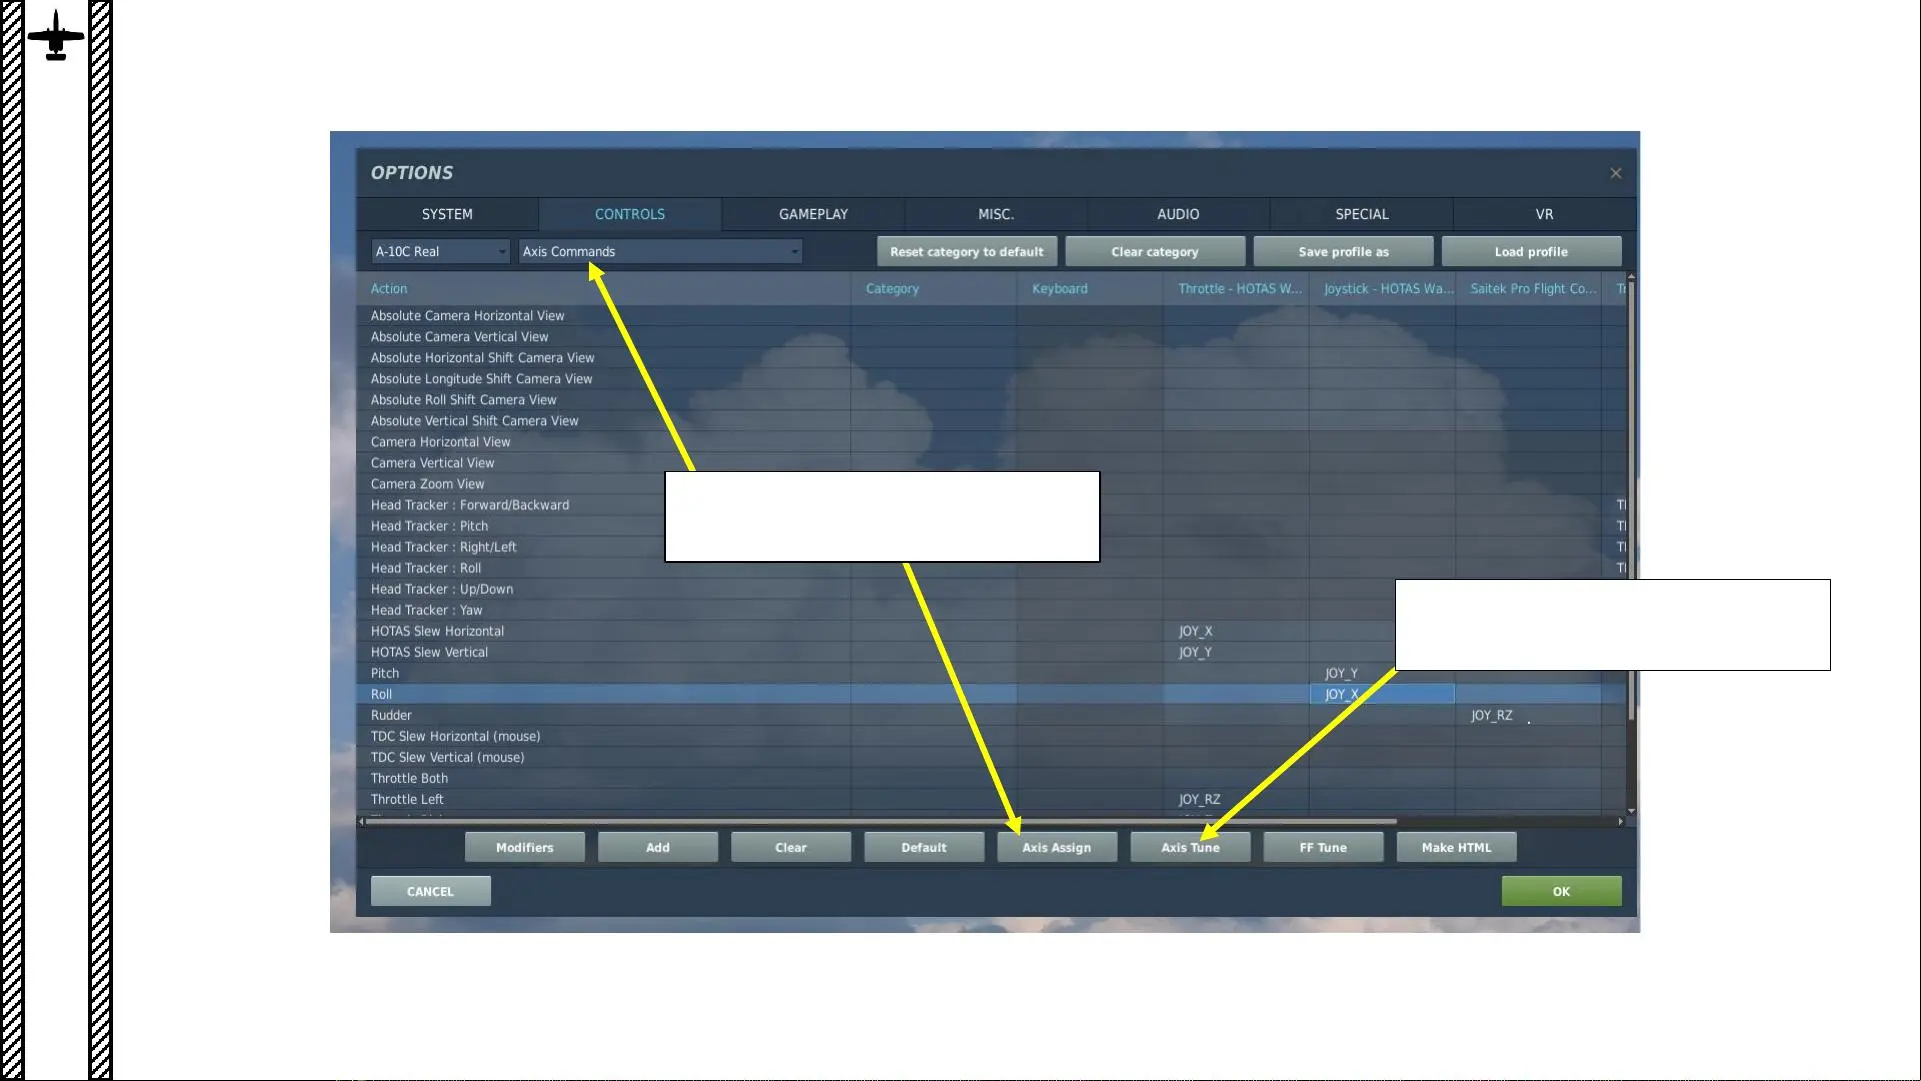 OPTIONS
SYSTEM CONTROLS GAMEPLAY MISC. AUDIO SPECIAL VR
A-10C Real Axis Commands Reset category to default Clear category Save profile as Load profile
Action Category Keyboard Throttle - HOTAS W... Joystick - HOTAS Wa... Saitek Pro Flight Co...
Absolute Camera Horizontal View
Absolute Camera Vertical View
Absolute Horizontal Shift Camera View
Absolute Longitude Shift Camera View
Absolute Roll Shift Camera View
Absolute Vertical Shift Camera View
Camera Horizontal View
Camera Vertical View
Camera Zoom View
Head Tracker : Forward/Backward
Head Tracker : Pitch
Head Tracker : Right/Left
Head Tracker : Roll
Head Tracker : Up/Down
Head Tracker : Yaw
HOTAS Slew Horizontal JOY_X
HOTAS Slew Vertical JOY_Y
Pitch JOY_Y
Roll JOY_X
Rudder JOY_RZ
TDC Slew Horizontal (mouse)
TDC Slew Vertical (mouse)
Throttle Both
Throttle Left JOY_RZ
Modifiers Add Clear Default Axis Assign Axis Tune FF Tune Make HTML
CANCEL OK